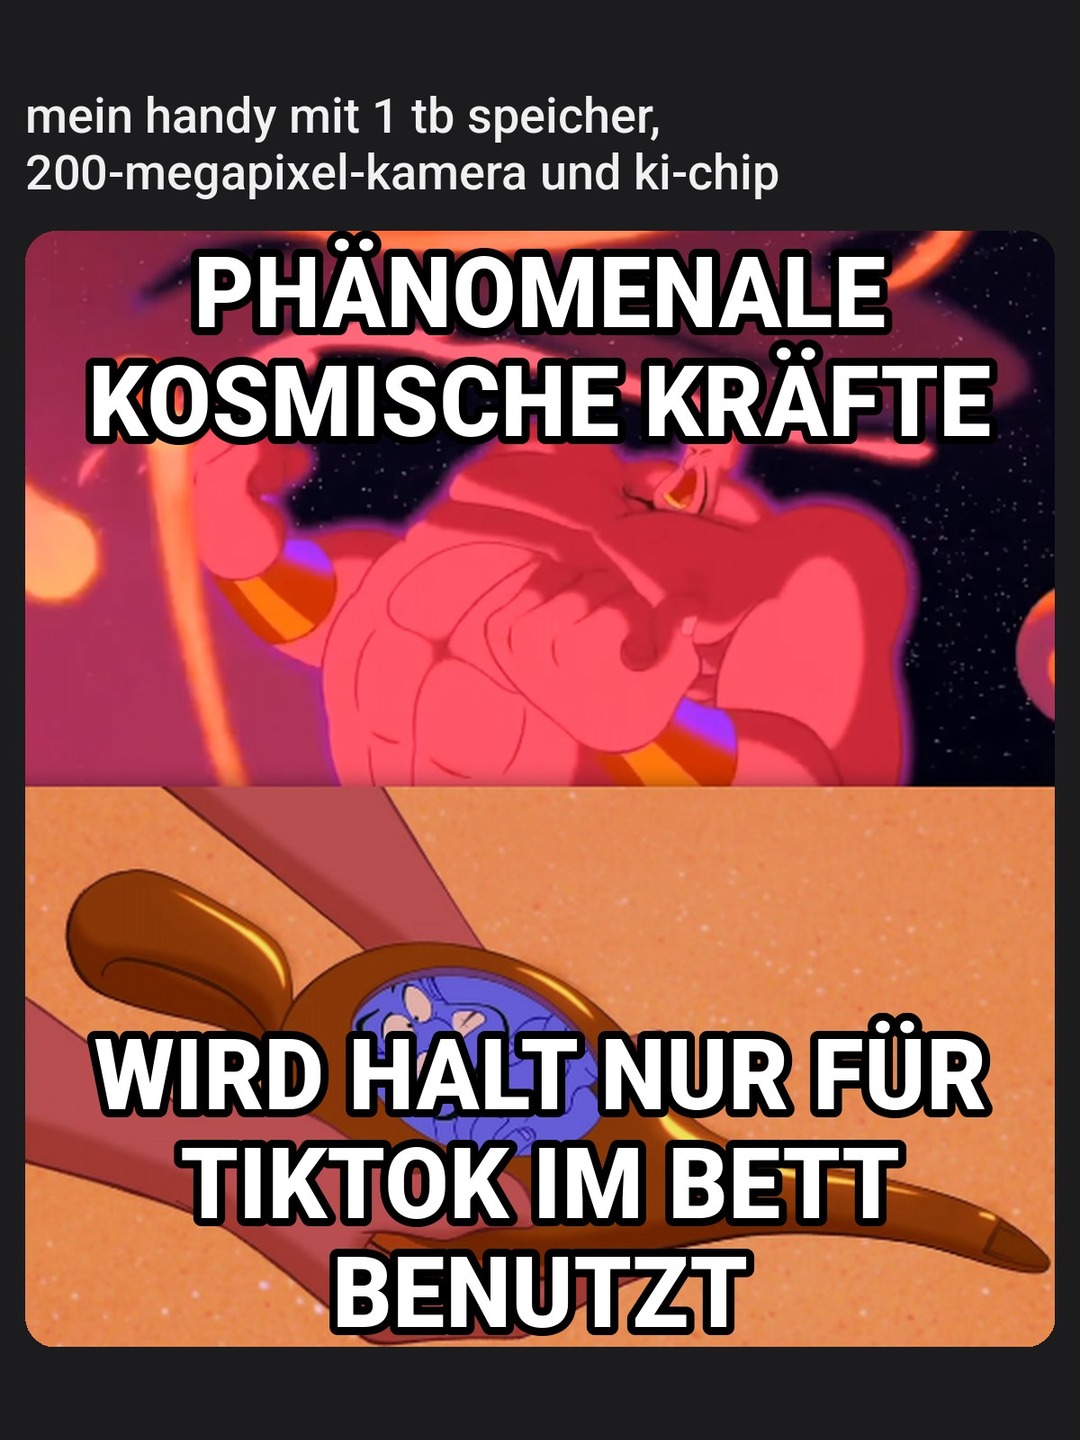 mein handy mit 1 tb speicher,
200-megapixel-kamera und ki-chip
PHÄNOMENALE
KOSMISCHE KRÄFTE
WIRD HALT NUR FÜR
TIKTOK IM BETT
BENUTZT